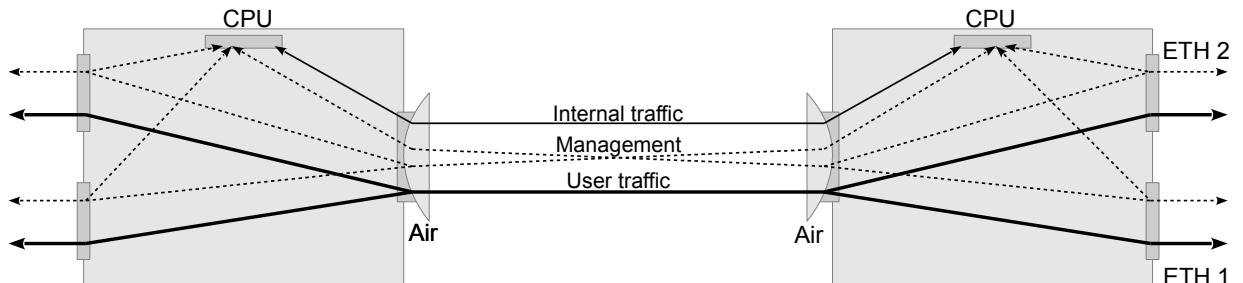 CPU
CPU
ETH 2
Internal traffic
Management
User traffic
Air
Air
ETH 1